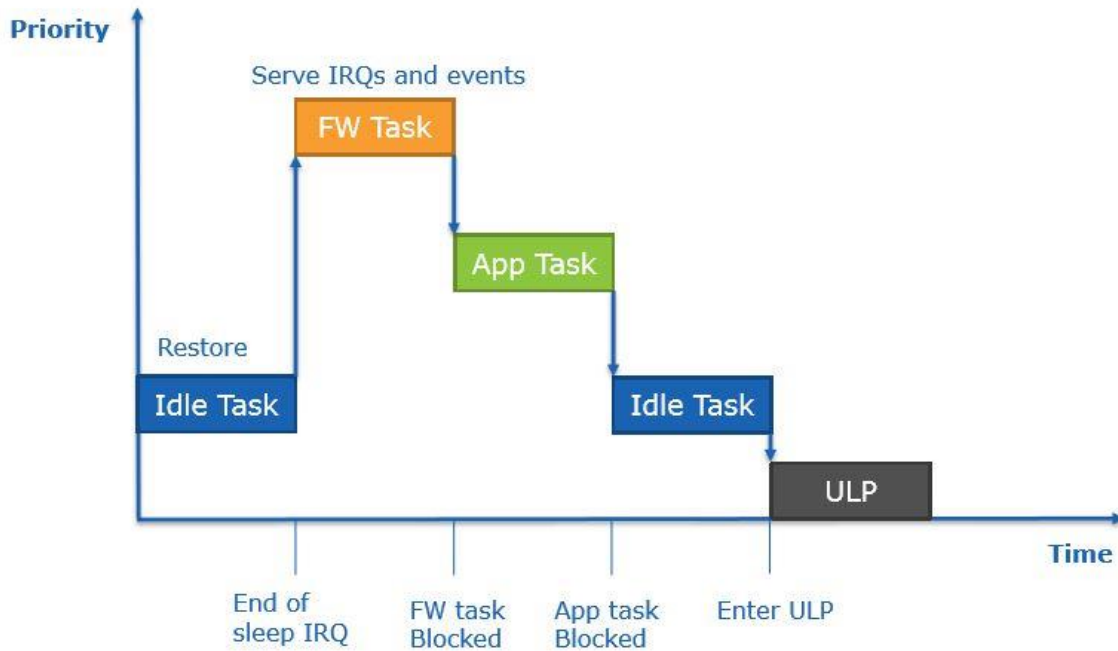 Priority
Serve IRQs and events
FW Task
App Task
Restore
Idle Task
Idle Task
ULP
Time
End of
sleep IRQ
FW task
Blocked
App task
Blocked
Enter ULP